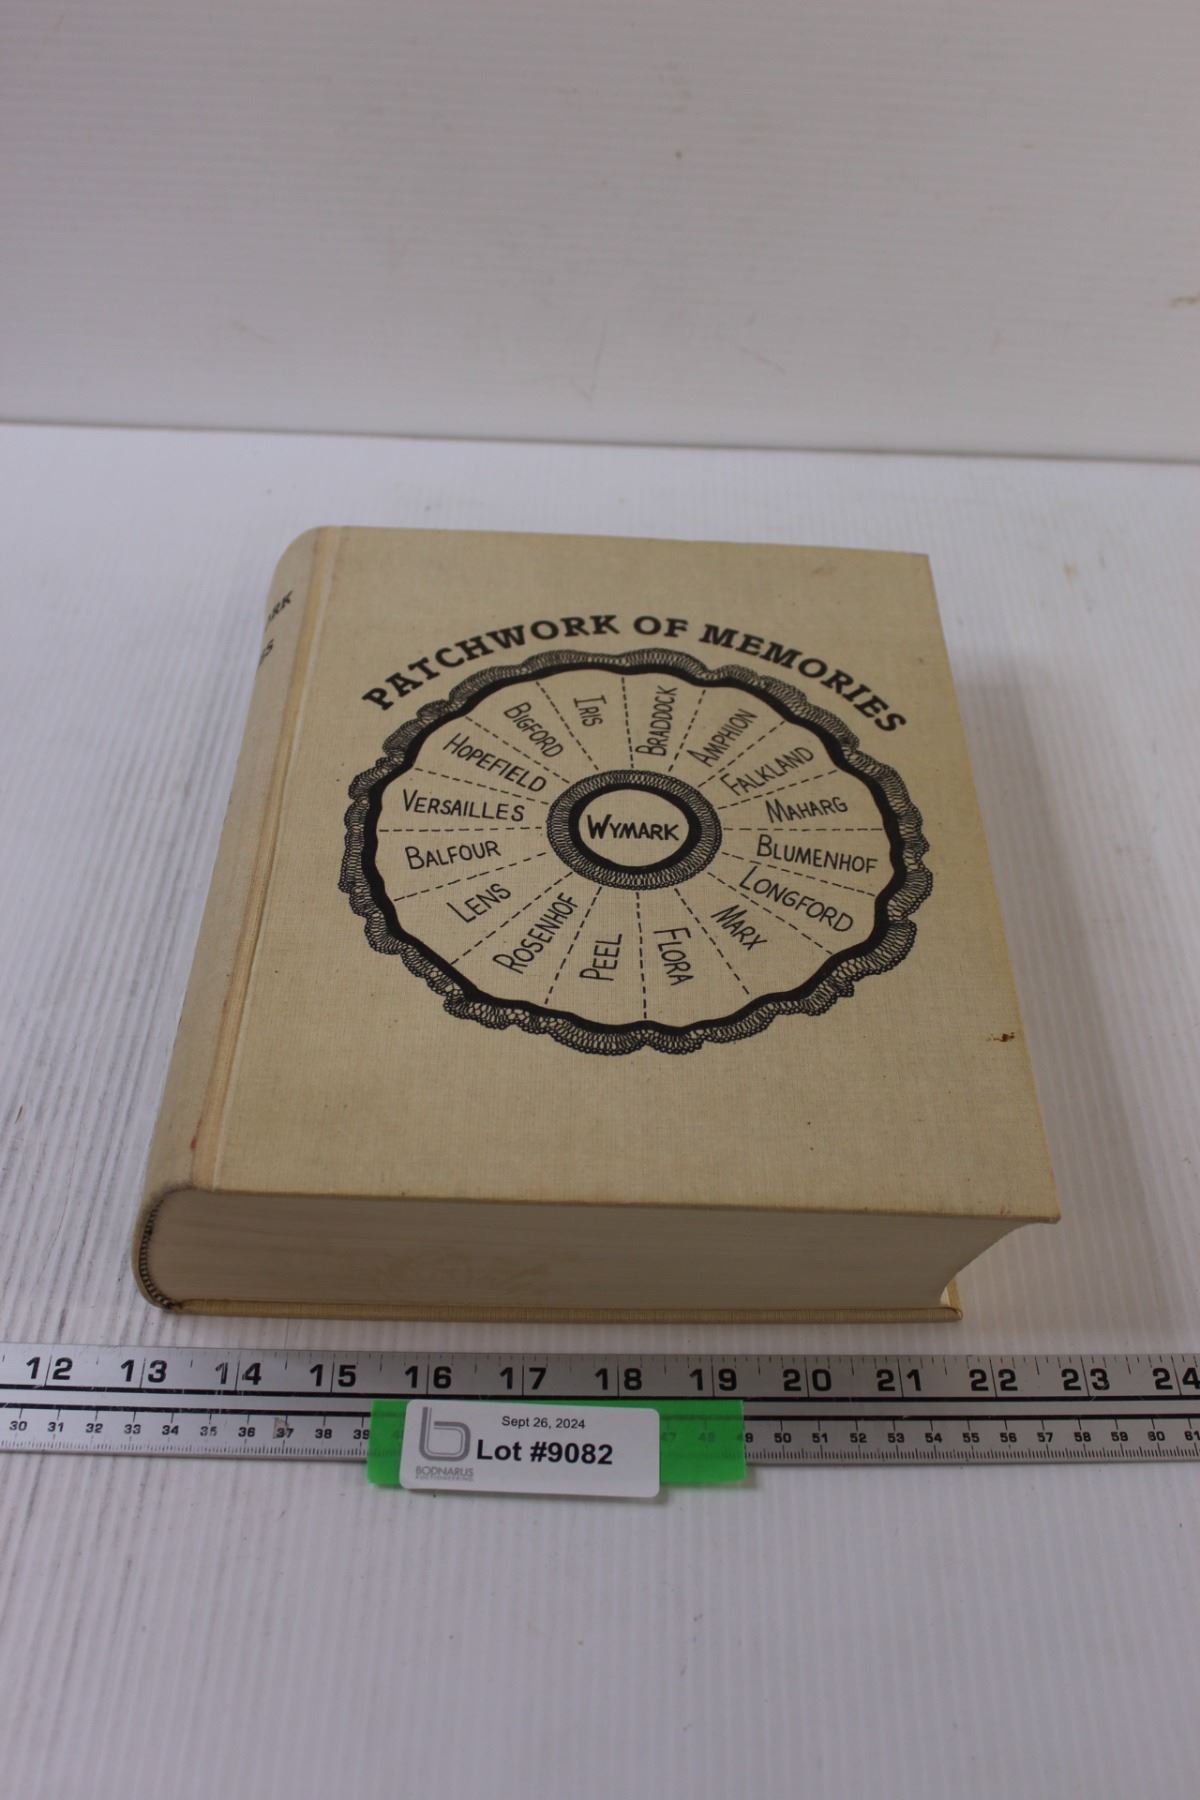 PATCHWORK OF MEMORIES
IRIS
BRADDOCK
AMPHION
FALKLAND
MAHARG
BLUMENHOF
LONGFORD
MARX
FLORA
PEEL
ROSENHOF
LENS
BALFOUR
VERSAILLES
HOPEFIELD
BIGFORD
WYMARK
12 13 14 15 16 17 18 19 20 21 22 23 24
30 31 32 33 34 35 36 37 38 39 47 48 49 50 51 52 53 54 55 56 57 58 59 60 61
Sept 26, 2024
Lot #9082
BODNARUS
AUCTIONEERING